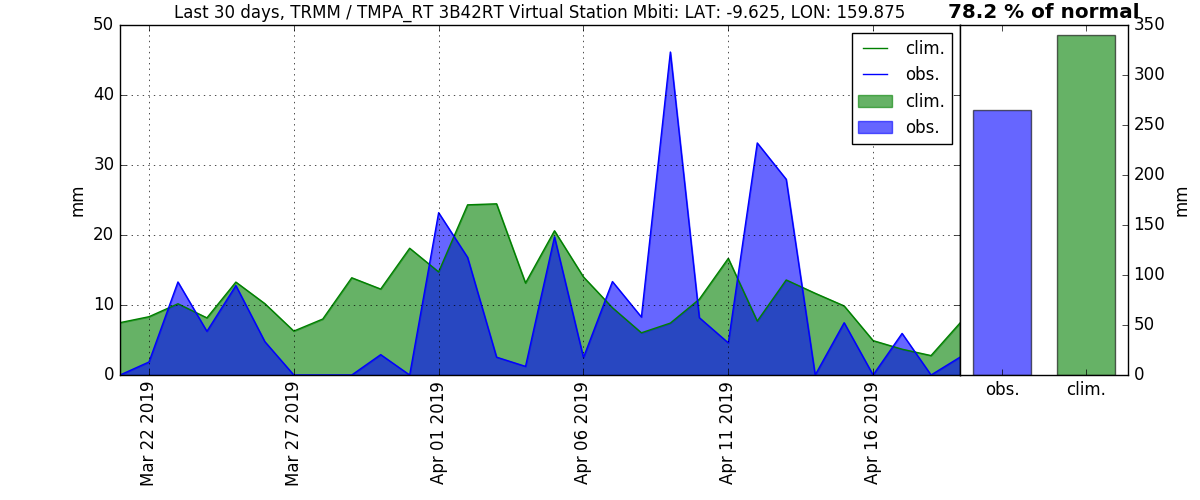 Last 30 days, TRMM / TMPA_RT 3B42RT Virtual Station Mbiti: LAT: -9.625, LON: 159.875
78.2 % of normal
50
40
30
20
10
0
mm
clim.
obs.
clim.
obs.
350
300
250
200
150
100
50
0
mm
obs.
clim.
Mar 22 2019
Mar 27 2019
Apr 01 2019
Apr 06 2019
Apr 11 2019
Apr 16 2019